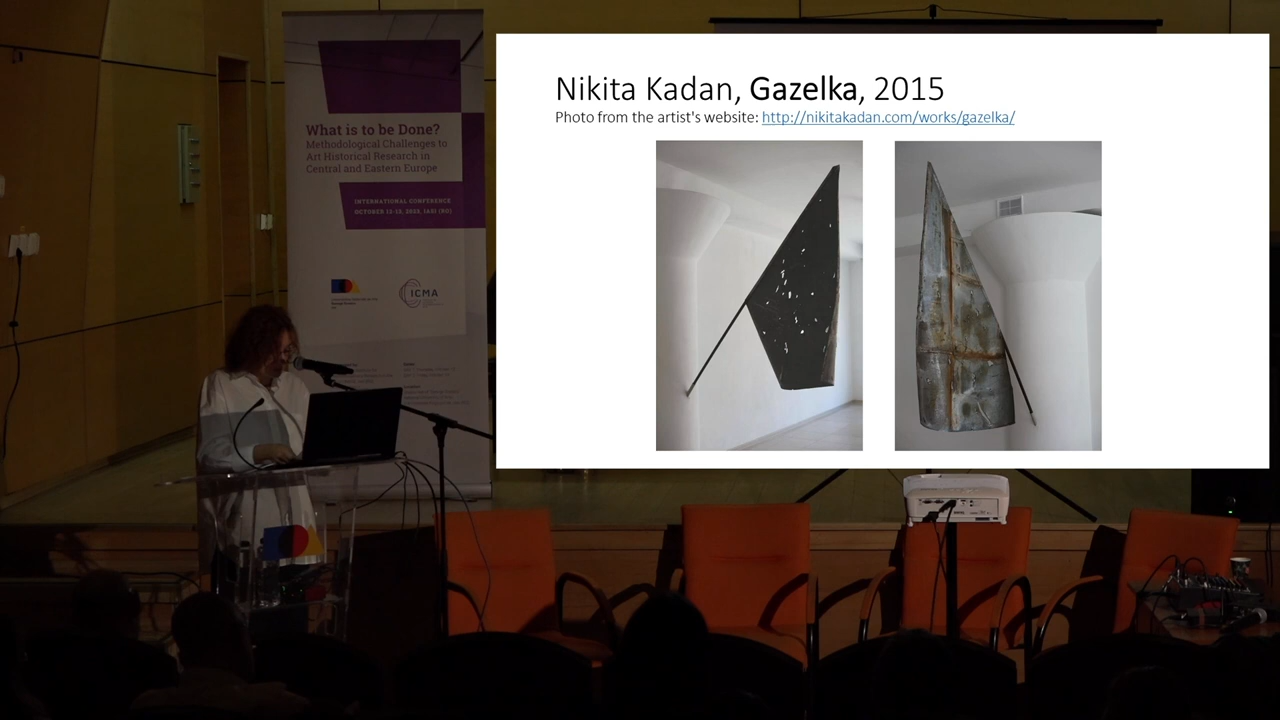 Nikita Kadan, Gazelka, 2015
Photo from the artist's website: http://nikitakadan.com/works/gazelka/
What is to be Done?
Methodological Challenges to
Art Historical Research in
Central and Eastern Europe
INTERNATIONAL CONFERENCE
ICMA